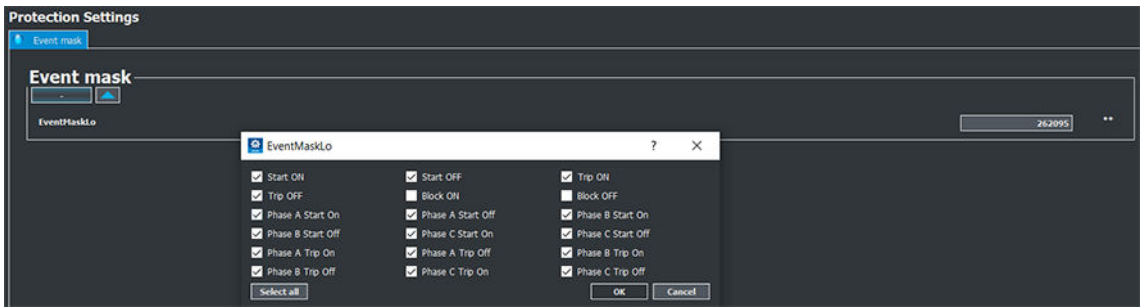 Protection Settings
Event mask
Event mask
-
EventMaskLo 262095 **
EventMaskLo ? ×
Start ON Start OFF Trip ON
Trip OFF Block ON Block OFF
Phase A Start On Phase A Start Off Phase B Start On
Phase B Start Off Phase C Start On Phase C Start Off
Phase A Trip On Phase A Trip Off Phase B Trip On
Phase B Trip Off Phase C Trip On Phase C Trip Off
Select all OK Cancel